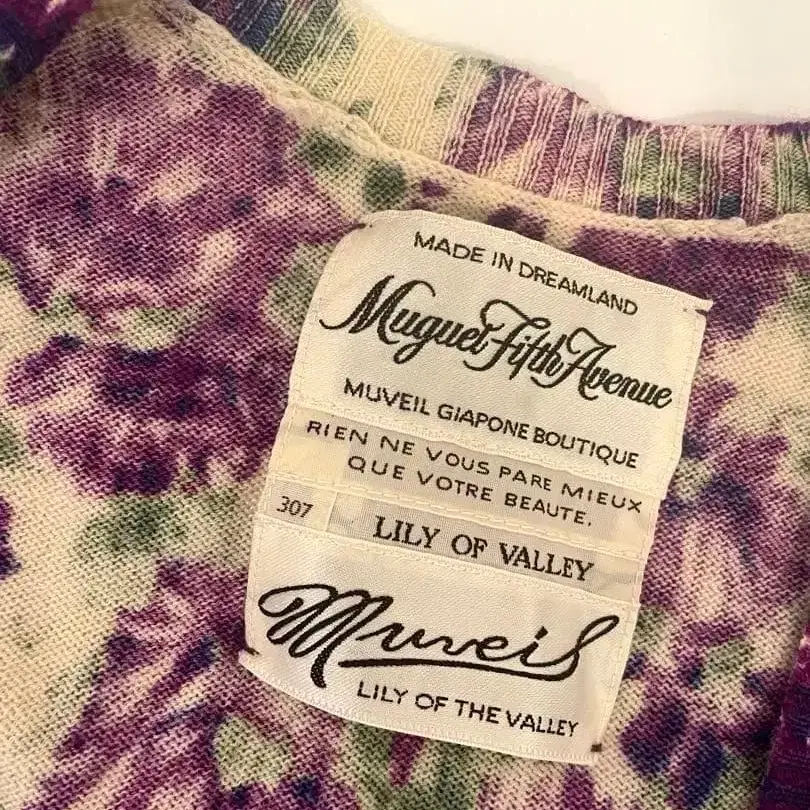 MADE IN DREAMLAND
Muguet Fifth Avenue
MUVEIL GIAPONE BOUTIQUE
RIEN NE VOUS PARE MIEUX
QUE VOTRE BEAUTE.
307 LILY OF VALLEY
Muveil
LILY OF THE VALLEY